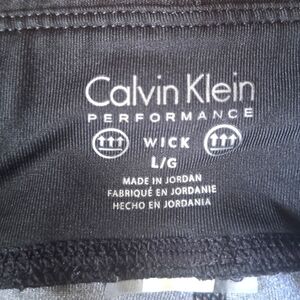 Calvin Klein
PERFORMANCE
WICK
L/G
MADE IN JORDAN
FABRIQUÉ EN JORDANIE
HECHO EN JORDANIA